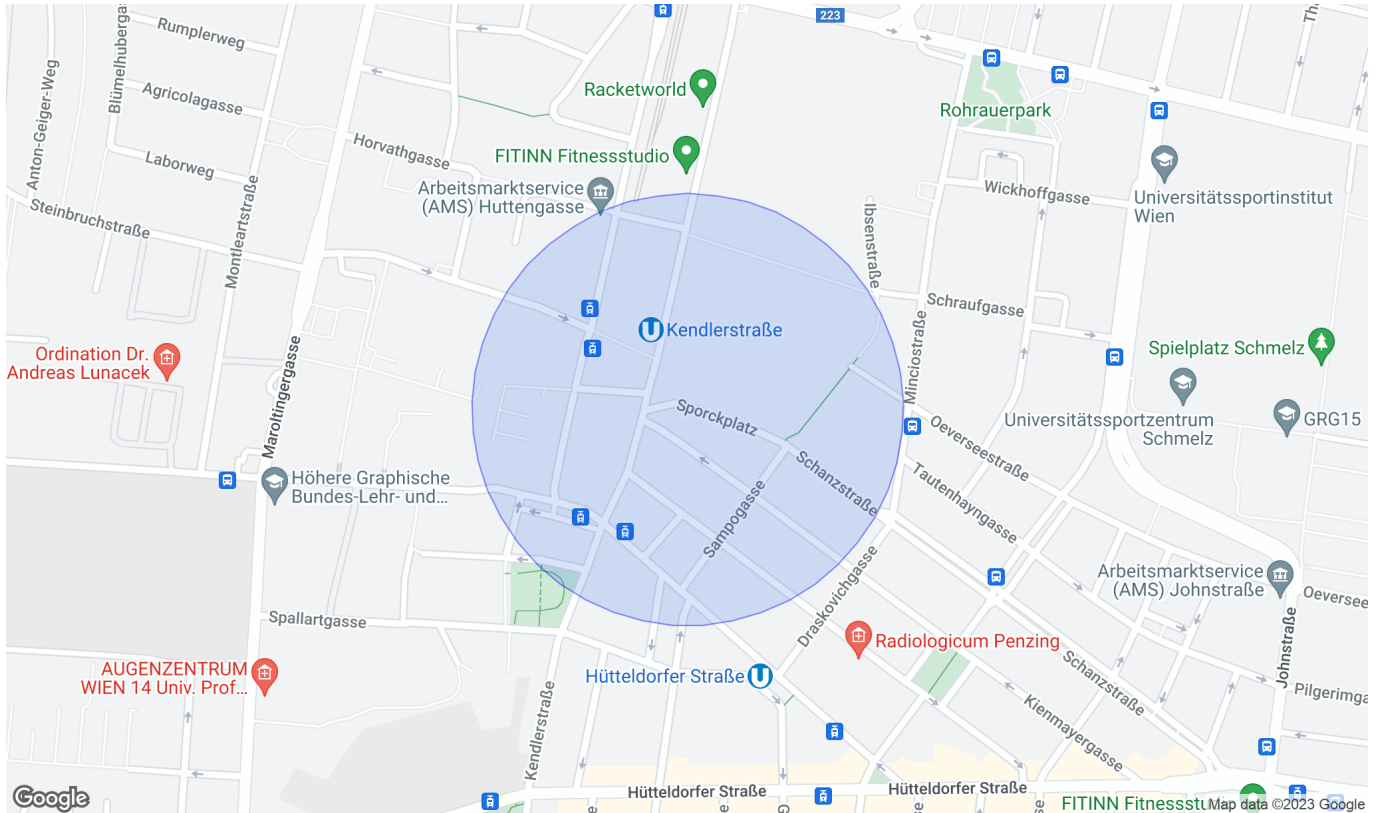 223
Rumplerweg
Blümelhuberga
Anton-Geiger-Weg
Agricolagasse
Laborweg
Horvathgasse
Steinbruchstraße
Montleartstraße
Racketworld
FITINN Fitnessstudio
Arbeitsmarktservice
(AMS) Huttengasse
Rohrauerpark
Wickhoffgasse
Universitätssportinstitut
Wien
Ibsenstraße
Schraufgasse
Minciostraße
U Kendlerstraße
Spielplatz Schmelz
Ordination Dr.
Andreas Lunacek
Maroltingergasse
Sporckplatz
Universitätssportzentrum
Schmelz
GRG15
Oeverseestraße
Schanzstraße
Tautenhayngasse
Höhere Graphische
Bundes-Lehr- und...
Sampogasse
Draskovichgasse
Arbeitsmarktservice
(AMS) Johnstraße
Oeversee
Johnstraße
Spallartgasse
Radiologicum Penzing
Schanzstraße
AUGENZENTRUM
WIEN 14 Univ. Prof...
Hütteldorfer Straße U
Pilgerimga
Kendlerstraße
Kienmayergasse
Hütteldorfer Straße
Hütteldorfer Straße
FITINN Fitnessstu
Google
Map data ©2023 Google